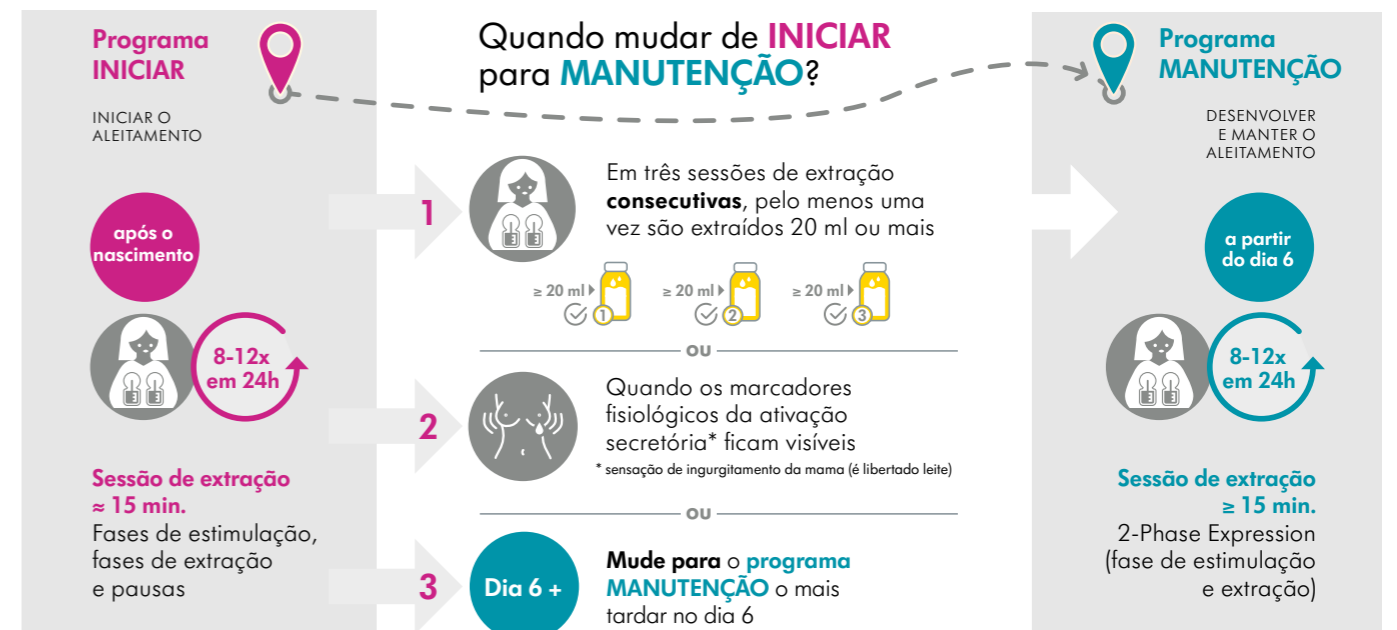 Programa
INICIAR
INICIAR O
ALEITAMENTO
após o
nascimento
8-12x
em 24h
Sessão de extração
≈ 15 min.
Fases de estimulação,
fases de extração
e pausas
Quando mudar de INICIAR
para MANUTENÇÃO?
1
Em três sessões de extração
consecutivas, pelo menos uma
vez são extraídos 20 ml ou mais
≥ 20 ml 1 ≥ 20 ml 2 ≥ 20 ml 3
OU
2
Quando os marcadores
fisiológicos da ativação
secretória* ficam visíveis
* sensação de ingurgitamento da mama (é libertado leite)
OU
3
Dia 6 +
Mude para o programa
MANUTENÇÃO o mais
tardar no dia 6
Programa
MANUTENÇÃO
DESENVOLVER
E MANTER O
ALEITAMENTO
a partir
do dia 6
8-12x
em 24h
Sessão de extração
≥ 15 min.
2-Phase Expression
(fase de estimulação
e extração)